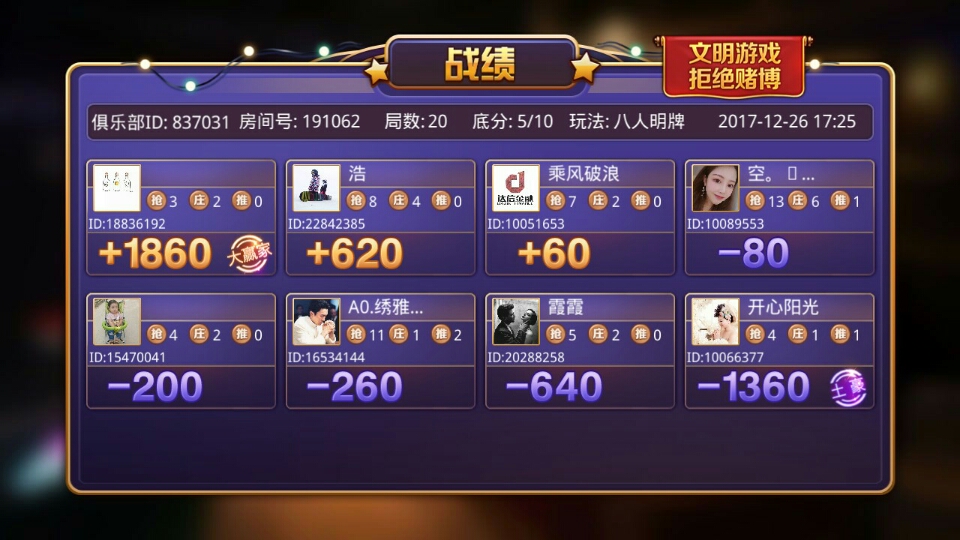 战绩
文明游戏
拒绝赌博
俱乐部ID: 837031 房间号: 191062 局数: 20 底分: 5/10 玩法: 八人明牌 2017-12-26 17:25
抢 3 庄 2 推 0
ID:18836192
+1860 大赢家
浩
抢 8 庄 4 推 0
ID:22842385
+620
乘风破浪
抢 7 庄 2 推 0
ID:10051653
+60
空。 ...
抢 13 庄 6 推 1
ID:10089553
-80
抢 4 庄 2 推 0
ID:15470041
-200
A0.绣雅...
抢 11 庄 1 推 2
ID:16534144
-260
霞霞
抢 5 庄 2 推 0
ID:20288258
-640
开心阳光
抢 4 庄 1 推 1
ID:10066377
-1360 土豪